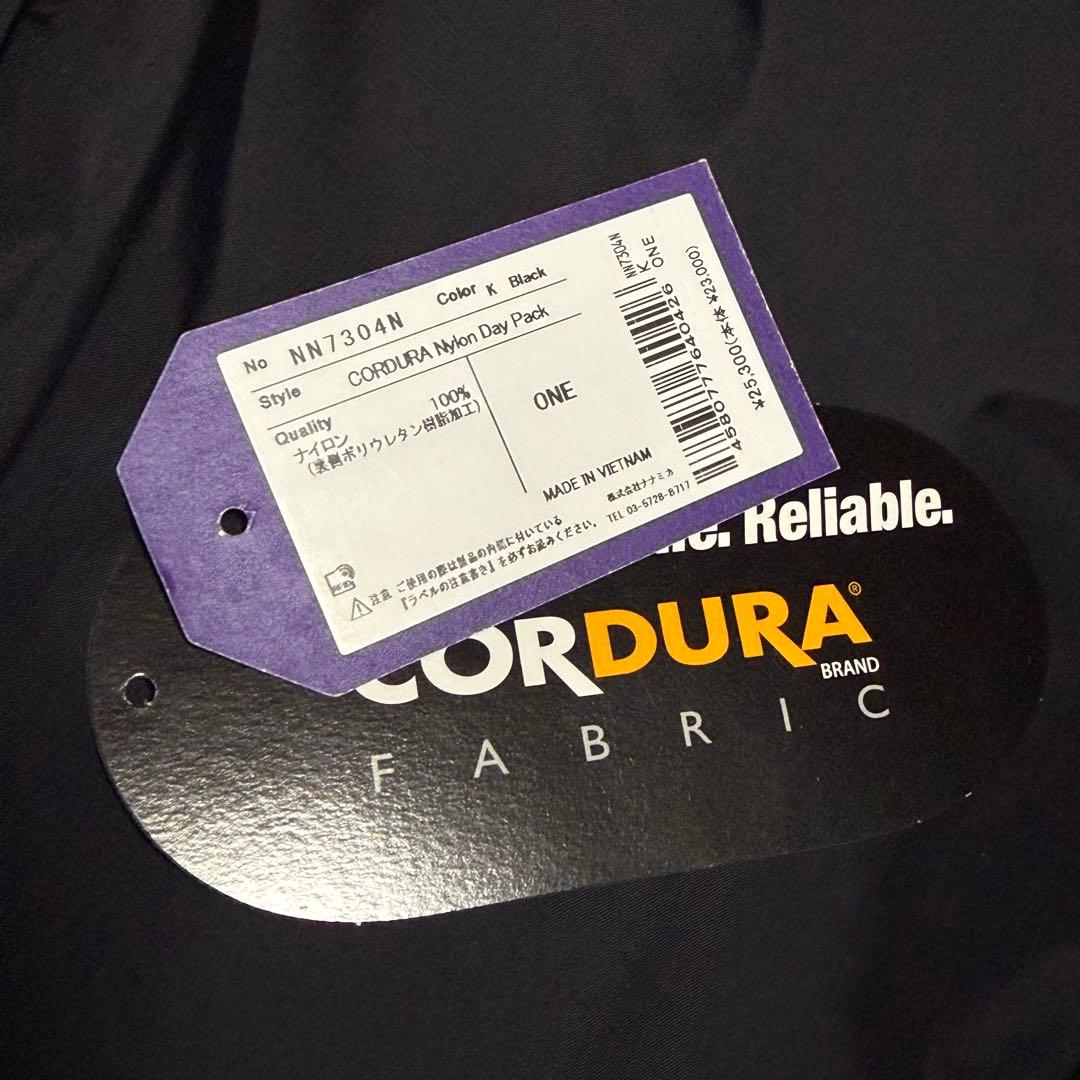 No NN7304N Color K Black
Style CORDURA Nylon Day Pack
Quality
ナイロン 100%
(裏側ポリウレタン樹脂加工)
ONE
MADE IN VIETNAM
株式会社ナナミカ
TEL 03-5728-8717
注意 ご使用の際は製品の内認に付いている
『ラベルの注意書き』を必ずお読みください。
NN7304N
K ONE
4580777640426
¥25,300(本体¥23,000)
Reliable.
CORDURA®
BRAND
FABRIC